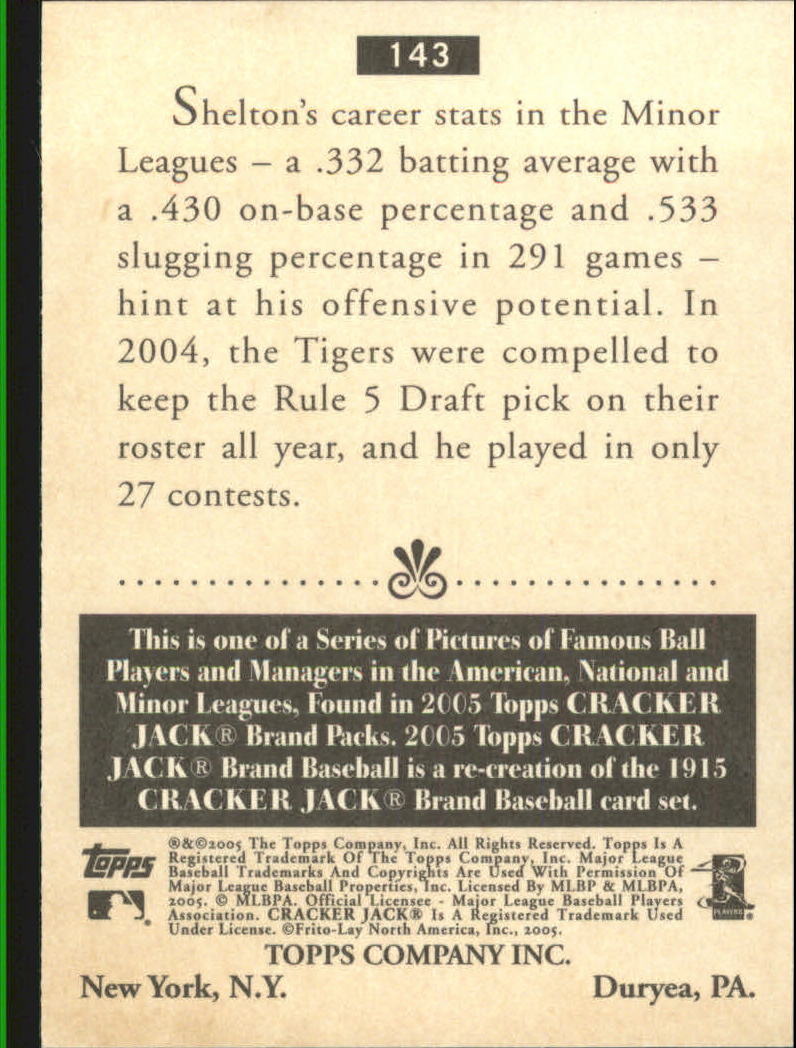 143
Shelton's career stats in the Minor
Leagues – a .332 batting average with
a .430 on-base percentage and .533
slugging percentage in 291 games –
hint at his offensive potential. In
2004, the Tigers were compelled to
keep the Rule 5 Draft pick on their
roster all year, and he played in only
27 contests.
This is one of a Series of Pictures of Famous Ball
Players and Managers in the American, National and
Minor Leagues, Found in 2005 Topps CRACKER
JACK® Brand Packs. 2005 Topps CRACKER
JACK® Brand Baseball is a re-creation of the 1915
CRACKER JACK® Brand Baseball card set.
topps
®&©2005 The Topps Company, Inc. All Rights Reserved. Topps Is A
Registered Trademark Of The Topps Company, Inc. Major League
Baseball Trademarks And Copyrights Are Used With Permission Of
Major League Baseball Properties, Inc. Licensed By MLBP & MLBPA,
2005. © MLBPA. Official Licensee - Major League Baseball Players
Association. CRACKER JACK® Is A Registered Trademark Used
Under License. ©Frito-Lay North America, Inc., 2005.
PLAYERS ®
TOPPS COMPANY INC.
New York, N.Y. Duryea, PA.